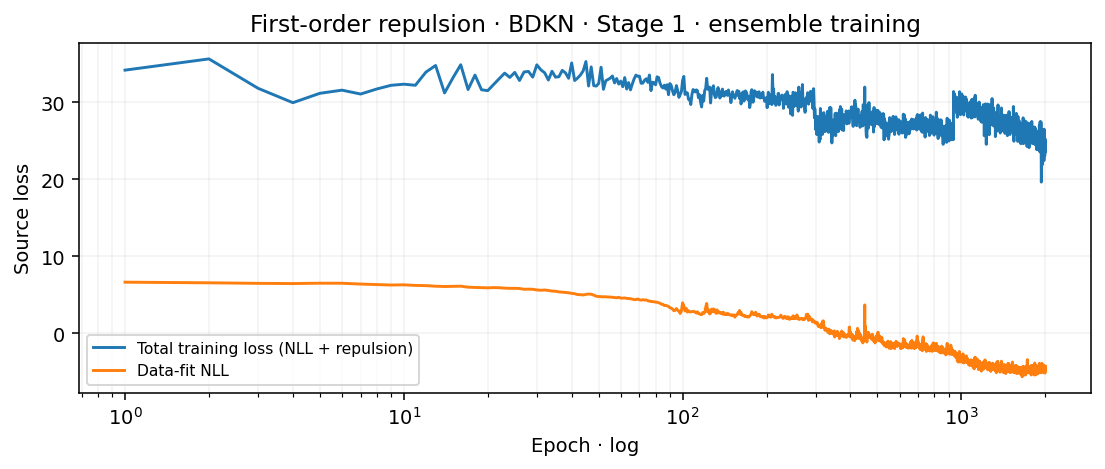 First-order repulsion · BDKN · Stage 1 · ensemble training
Source loss
30
20
10
0
Total training loss (NLL + repulsion)
Data-fit NLL
10⁰
10¹
10²
10³
Epoch · log